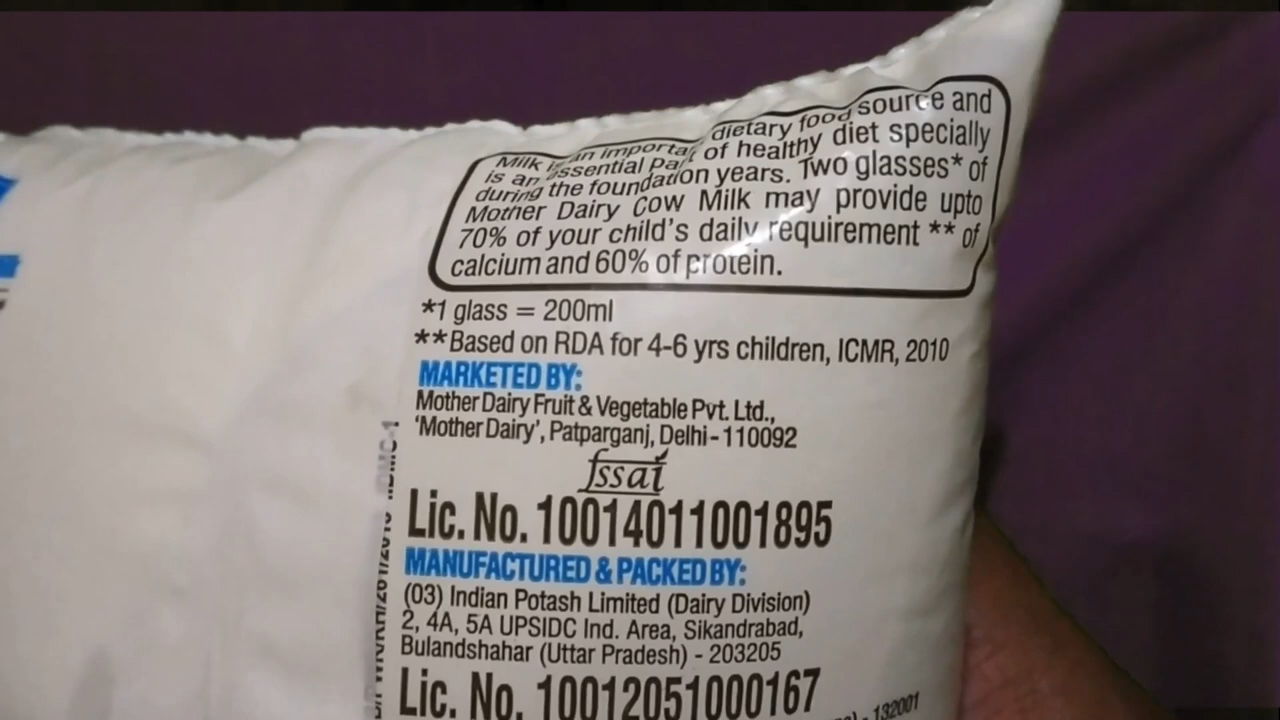 Milk is an important dietary food source and
is an essential part of healthy diet specially
during the foundation years. Two glasses* of
Mother Dairy Cow Milk may provide upto
70% of your child's daily requirement ** of
calcium and 60% of protein.
*1 glass = 200ml
**Based on RDA for 4-6 yrs children, ICMR, 2010
MARKETED BY:
Mother Dairy Fruit & Vegetable Pvt. Ltd.,
'Mother Dairy', Patparganj, Delhi - 110092
fssai
Lic. No. 10014011001895
MANUFACTURED & PACKED BY:
(03) Indian Potash Limited (Dairy Division)
2, 4A, 5A UPSIDC Ind. Area, Sikandrabad,
Bulandshahar (Uttar Pradesh) - 203205
Lic. No. 10012051000167
- 132001